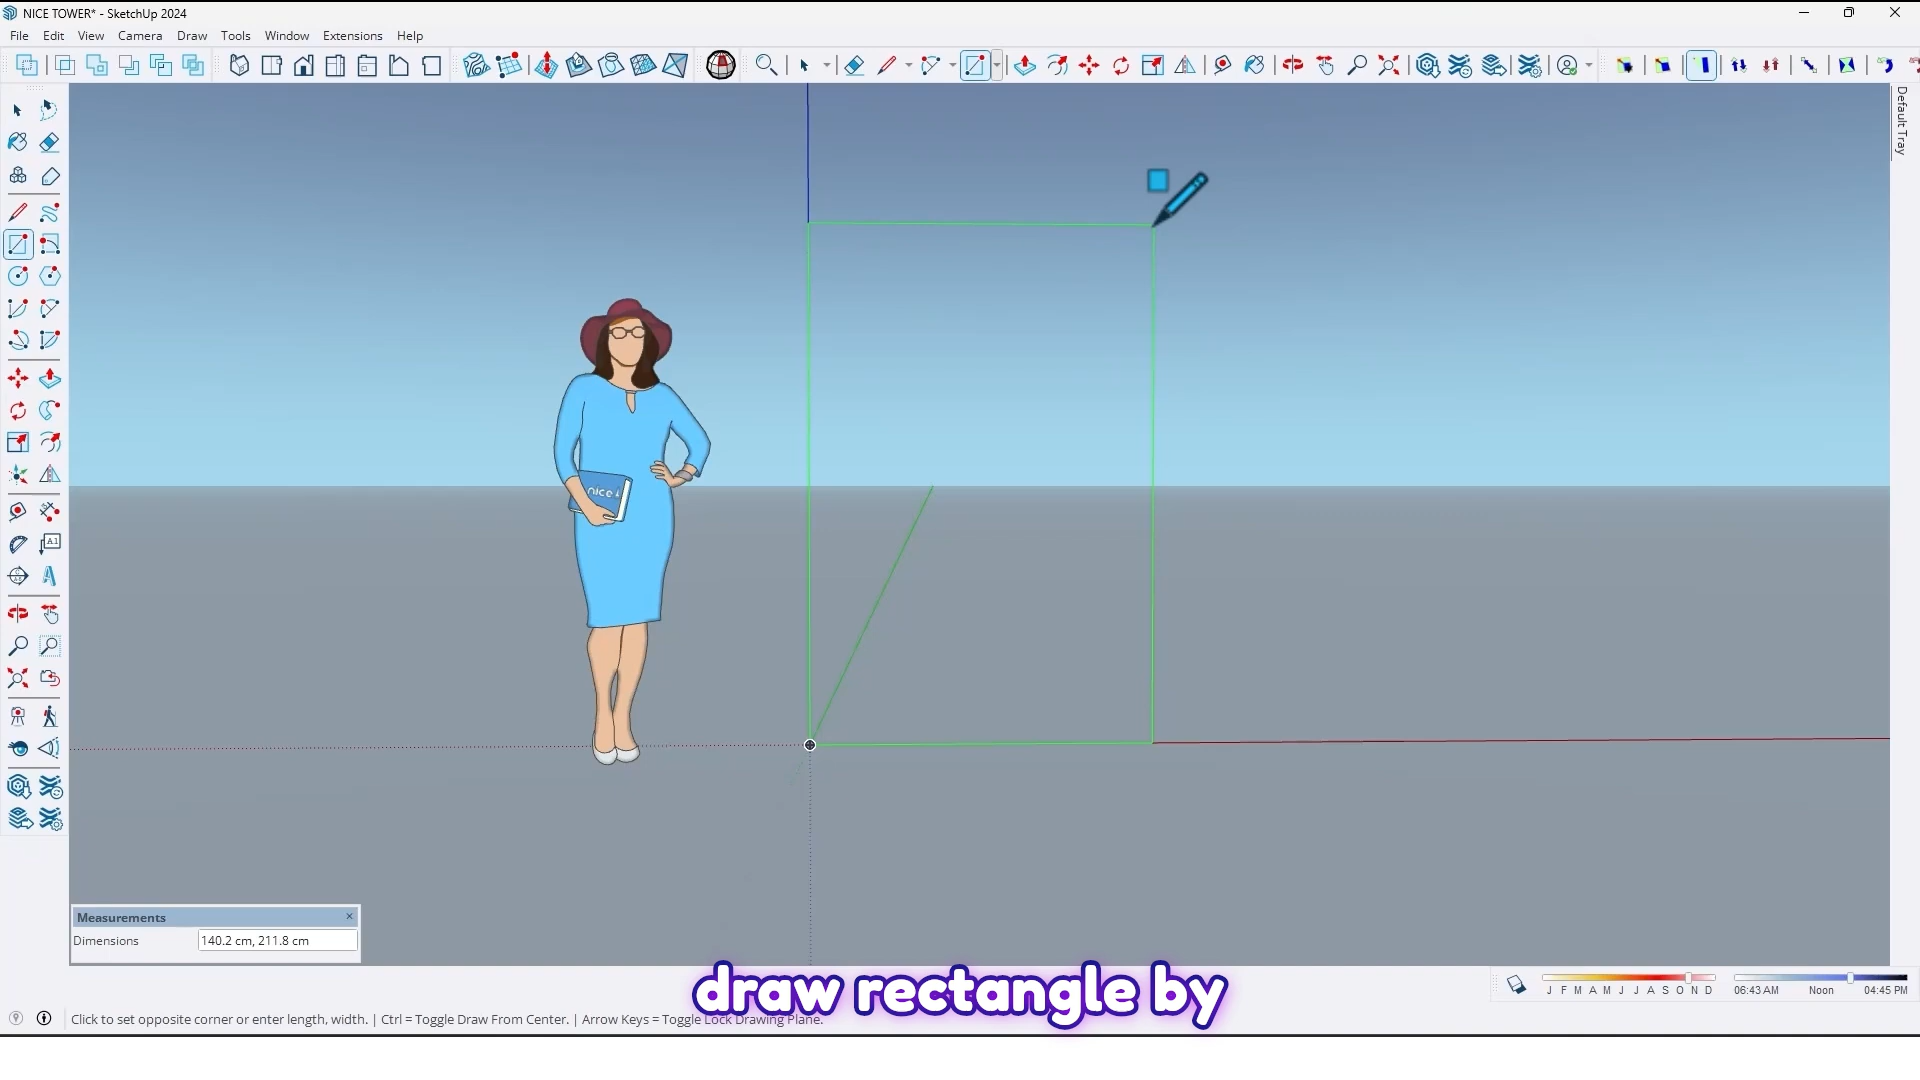 NICE TOWER* - SketchUp 2024
File Edit View Camera Draw Tools Window Extensions Help
Default Tray
nice
A1
Measurements
Dimensions 140.2 cm, 211.8 cm
draw rectangle by
J F M A M J J A S O N D 06:43 AM Noon 04:45 PM
Click to set opposite corner or enter length, width. | Ctrl = Toggle Draw From Center. | Arrow Keys = Toggle Lock Drawing Plane.